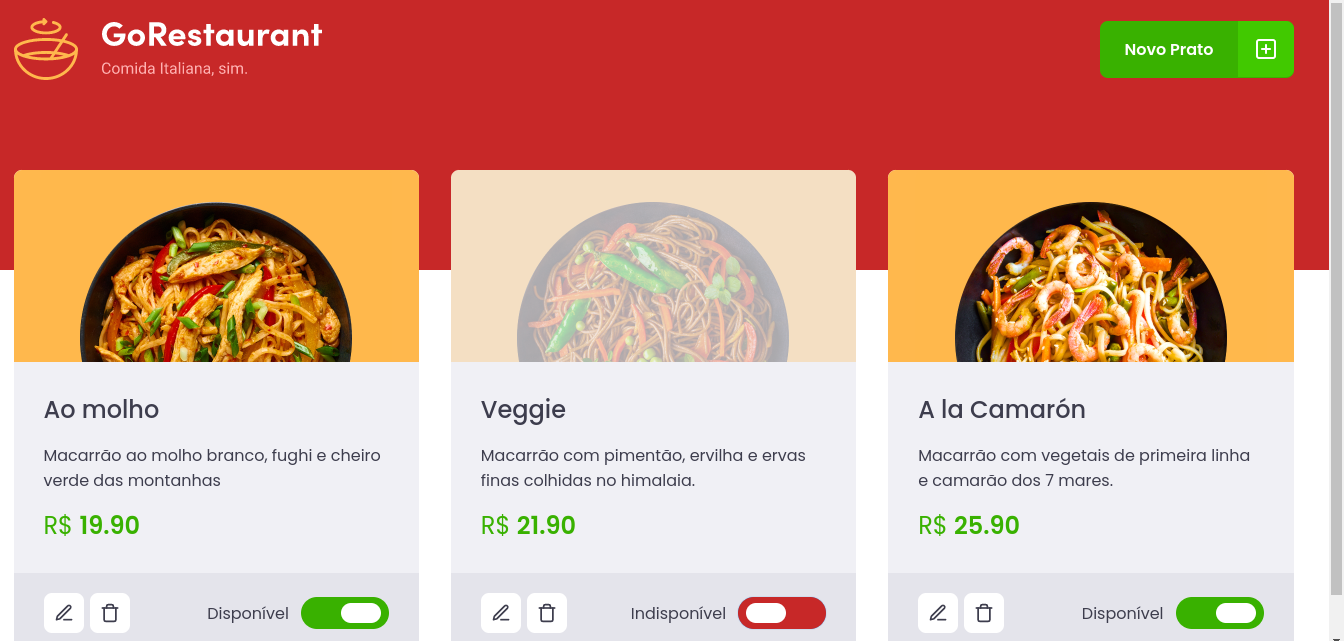 GoRestaurant
Comida Italiana, sim.
Novo Prato
Ao molho
Macarrão ao molho branco, fughi e cheiro
verde das montanhas
R$ 19.90
Disponível
Veggie
Macarrão com pimentão, ervilha e ervas
finas colhidas no himalaia.
R$ 21.90
Indisponível
A la Camarón
Macarrão com vegetais de primeira linha
e camarão dos 7 mares.
R$ 25.90
Disponível